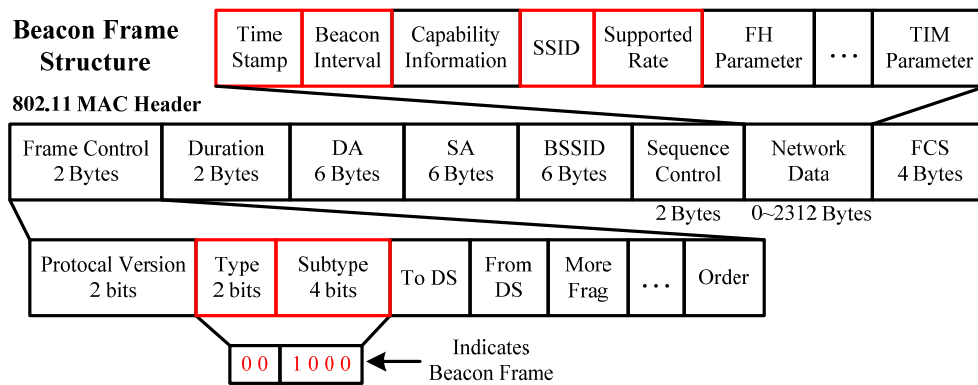 Beacon Frame
Structure
Time
Stamp
Beacon
Interval
Capability
Information
SSID
Supported
Rate
FH
Parameter
...
TIM
Parameter
802.11 MAC Header
Frame Control
2 Bytes
Duration
2 Bytes
DA
6 Bytes
SA
6 Bytes
BSSID
6 Bytes
Sequence
Control
2 Bytes
Network
Data
0~2312 Bytes
FCS
4 Bytes
Protocal Version
2 bits
Type
2 bits
Subtype
4 bits
To DS
From
DS
More
Frag
...
Order
0 0
1 0 0 0
Indicates
Beacon Frame